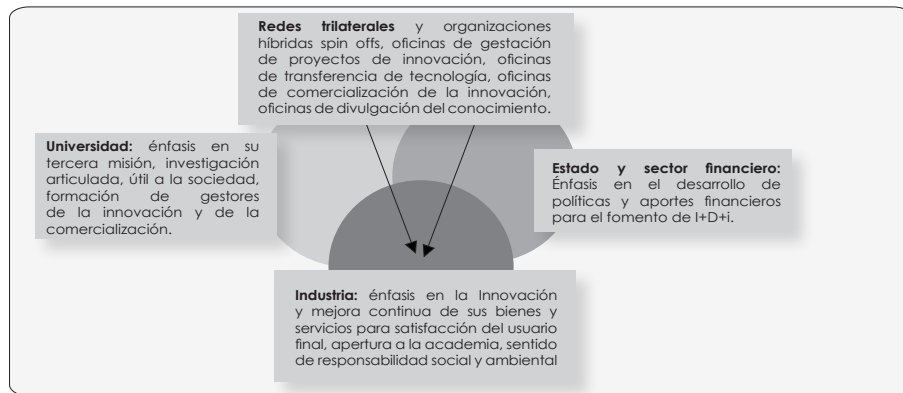 Redes trilaterales y organizaciones
híbridas spin offs, oficinas de gestación
de proyectos de innovación, oficinas
de transferencia de tecnología, oficinas
de comercialización de la innovación,
oficinas de divulgación del conocimiento.
Universidad: énfasis en su
tercera misión, investigación
articulada, útil a la sociedad,
formación de gestores
de la innovación y de la
comercialización.
Estado y sector financiero:
Énfasis en el desarrollo de
políticas y aportes financieros
para el fomento de I+D+i.
Industria: énfasis en la Innovación
y mejora continua de sus bienes y
servicios para satisfacción del usuario
final, apertura a la academia, sentido
de responsabilidad social y ambiental